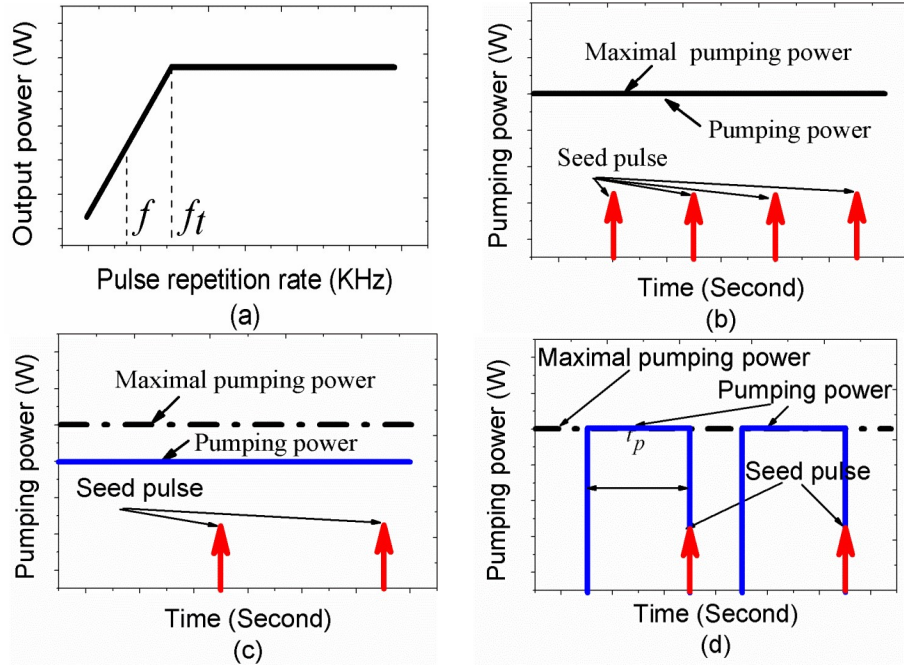 Output power (W)
f
f_t
Pulse repetition rate (KHz)
(a)
Pumping power (W)
Maximal pumping power
Pumping power
Seed pulse
Time (Second)
(b)
Pumping power (W)
Maximal pumping power
Pumping power
Seed pulse
Time (Second)
(c)
Pumping power (W)
Maximal pumping power
Pumping power
t_p
Seed pulse
Time (Second)
(d)